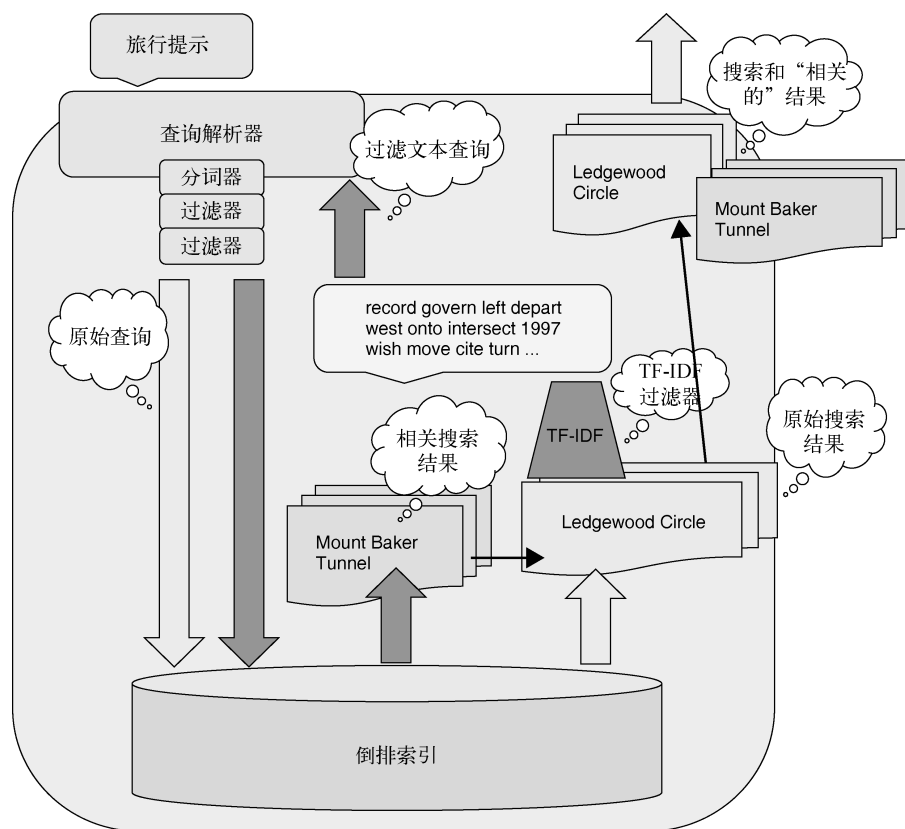 旅行提示
查询解析器
分词器
过滤器
过滤器
过滤文本查询
搜索和“相关
的”结果
Ledgewood
Circle
Mount Baker
Tunnel
原始查询
record govern left depart
west onto intersect 1997
wish move cite turn ...
TF-IDF
过滤器
TF-IDF
原始搜索
结果
相关搜索
结果
Mount Baker
Tunnel
Ledgewood Circle
倒排索引